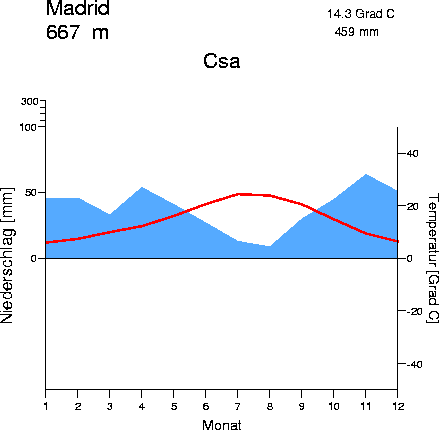 Madrid
667 m
14.3 Grad C
459 mm
Csa
300
100
50
0
Niederschlag [mm]
40
20
0
-20
-40
Temperatur [Grad C]
1 2 3 4 5 6 7 8 9 10 11 12
Monat